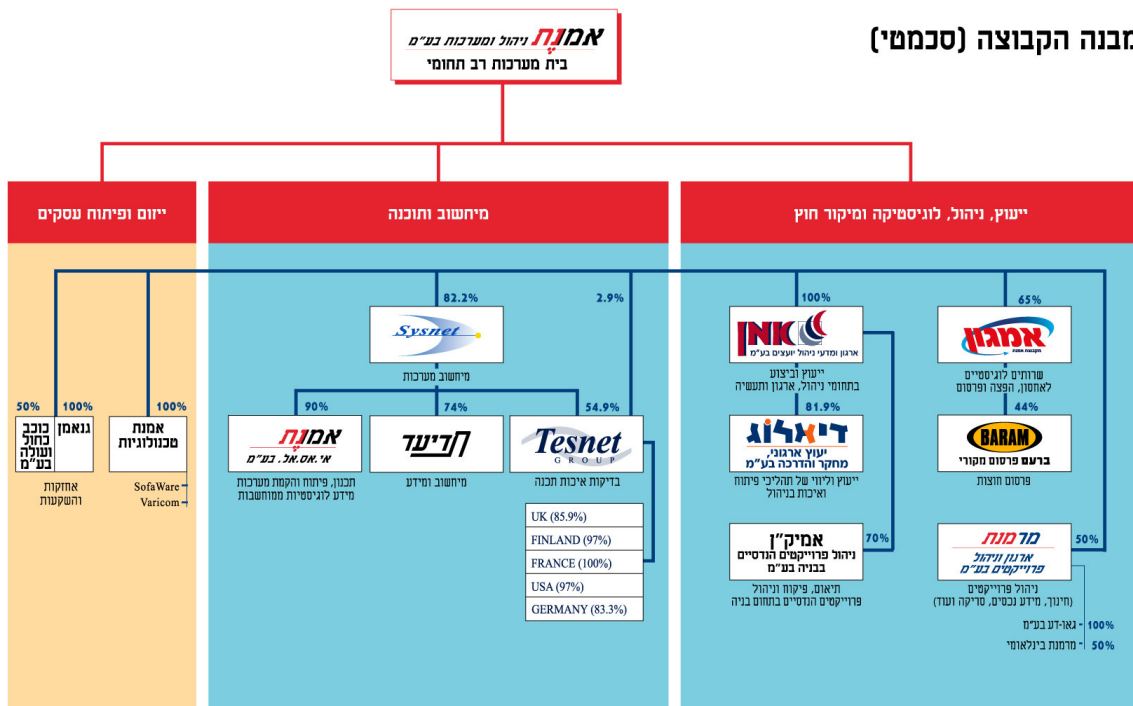 מבנה הקבוצה (סכמטי)
אמנת ניהול ומערכות בע"מ
בית מערכות רב תחומי
ייעוץ, ניהול, לוגיסטיקה ומיקור חוץ
מיחשוב ותוכנה
ייזום ופיתוח עסקים
65%
אמגון
מקבוצת אמנת
שרותים לוגיסטיים
לאחסון, הפצה ופרסום
44%
BARAM
ברעם פרסום מקורי
פרסום חוצות
50%
מרמנת
ארגון וניהול
פרוייקטים בע"מ
ניהול פרוייקטים
(חינוך, מידע נכסים, סריקה ועוד)
100% - גאו-דע בע"מ
50% - מרמנת בינלאומי
100%
אמן
ארגון ומדעי ניהול יועצים בע"מ
ייעוץ וביצוע
בתחומי ניהול, ארגון ותעשיה
81.9%
דיאלוג
יעוץ ארגוני,
מחקר והדרכה בע"מ
ייעוץ וליווי של תהליכי פיתוח
ואיכות בניהול
70%
אמיק"ן
ניהול פרוייקטים הנדסיים
בבניה בע"מ
תיאום, פיקוח וניהול
פרוייקטים הנדסיים בתחום בניה
82.2%
Sysnet
מיחשוב מערכות
2.9%
54.9%
Tesnet
GROUP
בדיקות איכות תכנה
UK (85.9%)
FINLAND (97%)
FRANCE (100%)
USA (97%)
GERMANY (83.3%)
74%
חדיער
מיחשוב ומידע
90%
אמנת
אי.אס.אל. בע"מ
תכנון, פיתוח והקמת מערכות
מידע לוגיסטיות ממוחשבות
100%
אמנת
טכנולוגיות
SofaWare
Varicom
100%
גנאמן
50%
כוכב
כחול
ועולה
בע"מ
אחזקות
והשקעות